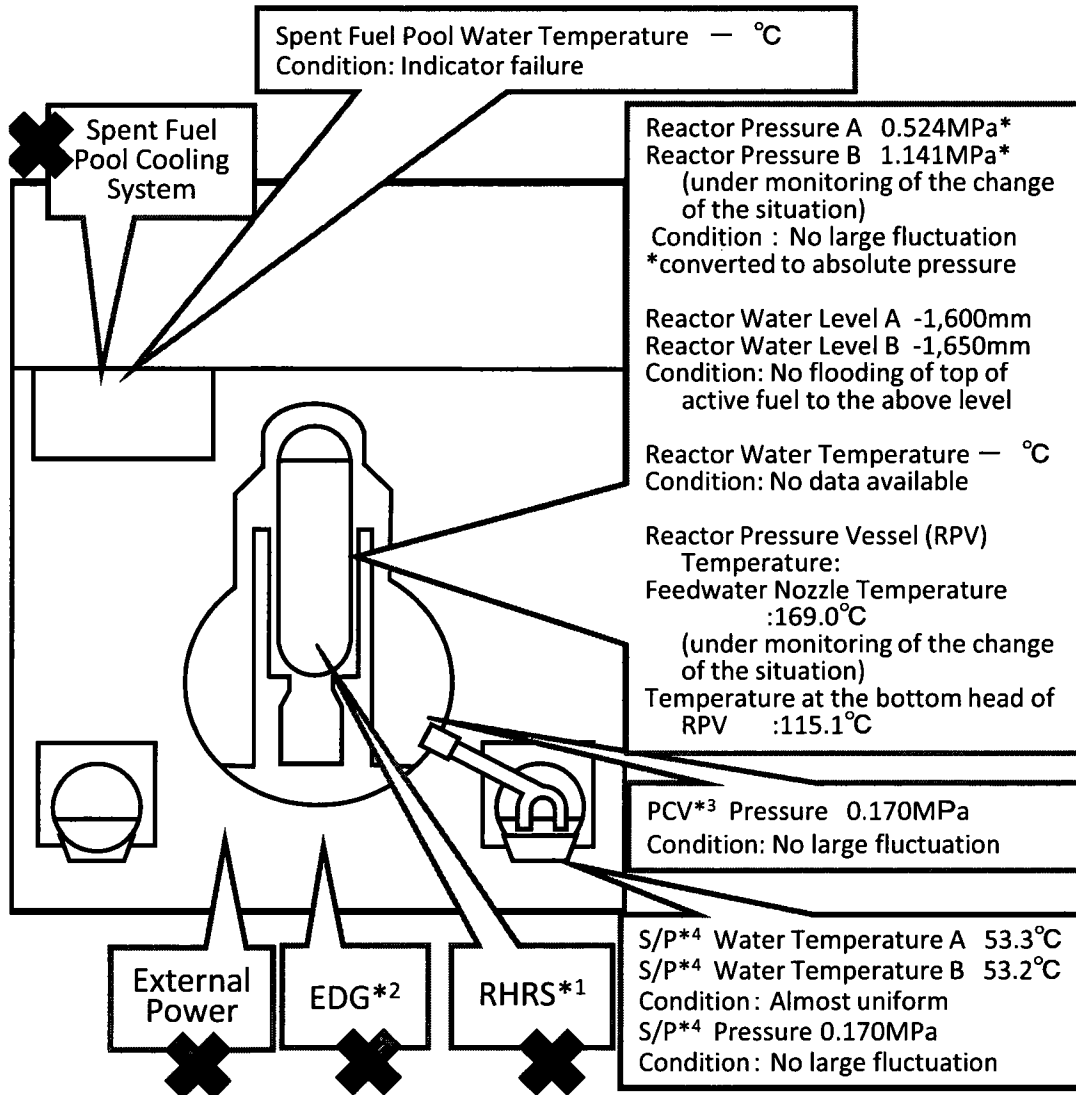 Spent Fuel Pool Water Temperature － ℃
Condition: Indicator failure
Spent Fuel
Pool Cooling
System
Reactor Pressure A 0.524MPa*
Reactor Pressure B 1.141MPa*
(under monitoring of the change
of the situation)
Condition : No large fluctuation
*converted to absolute pressure
Reactor Water Level A -1,600mm
Reactor Water Level B -1,650mm
Condition: No flooding of top of
active fuel to the above level
Reactor Water Temperature － ℃
Condition: No data available
Reactor Pressure Vessel (RPV)
Temperature:
Feedwater Nozzle Temperature
:169.0℃
(under monitoring of the change
of the situation)
Temperature at the bottom head of
RPV :115.1℃
PCV*3 Pressure 0.170MPa
Condition: No large fluctuation
S/P*4 Water Temperature A 53.3℃
S/P*4 Water Temperature B 53.2℃
Condition: Almost uniform
S/P*4 Pressure 0.170MPa
Condition: No large fluctuation
External
Power
EDG*2
RHRS*1